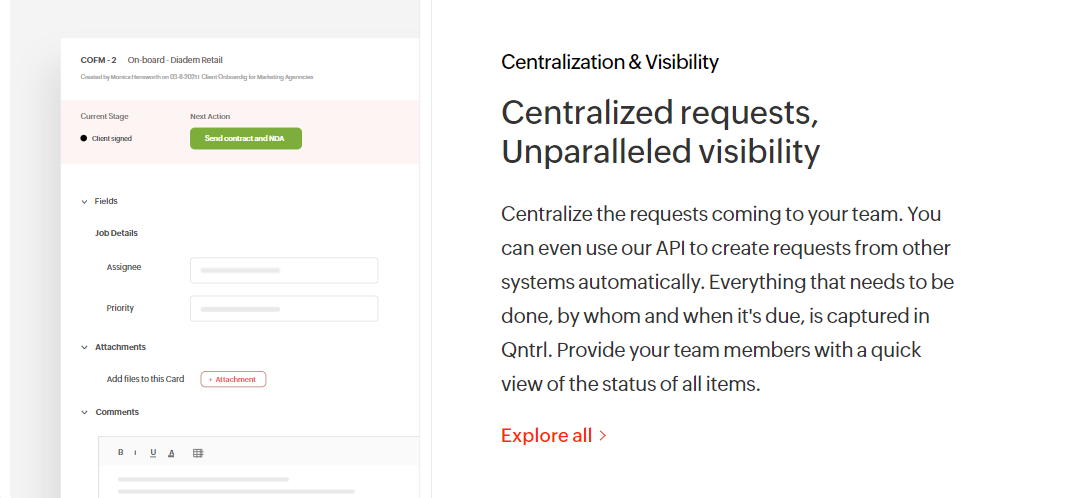 COFM - 2 On-board - Diadem Retail
Created by Monica Hensworth on 03-8-2021 | Client Onboardig for Marketing Agenncies
Current Stage Next Action
Client signed Send contract and NDA
Fields
Job Details
Assignee
Priority
Attachments
Add files to this Card + Attachment
Comments
B I U A
Centralization & Visibility
Centralized requests,
Unparalleled visibility
Centralize the requests coming to your team. You
can even use our API to create requests from other
systems automatically. Everything that needs to be
done, by whom and when it's due, is captured in
Qntrl. Provide your team members with a quick
view of the status of all items.
Explore all >